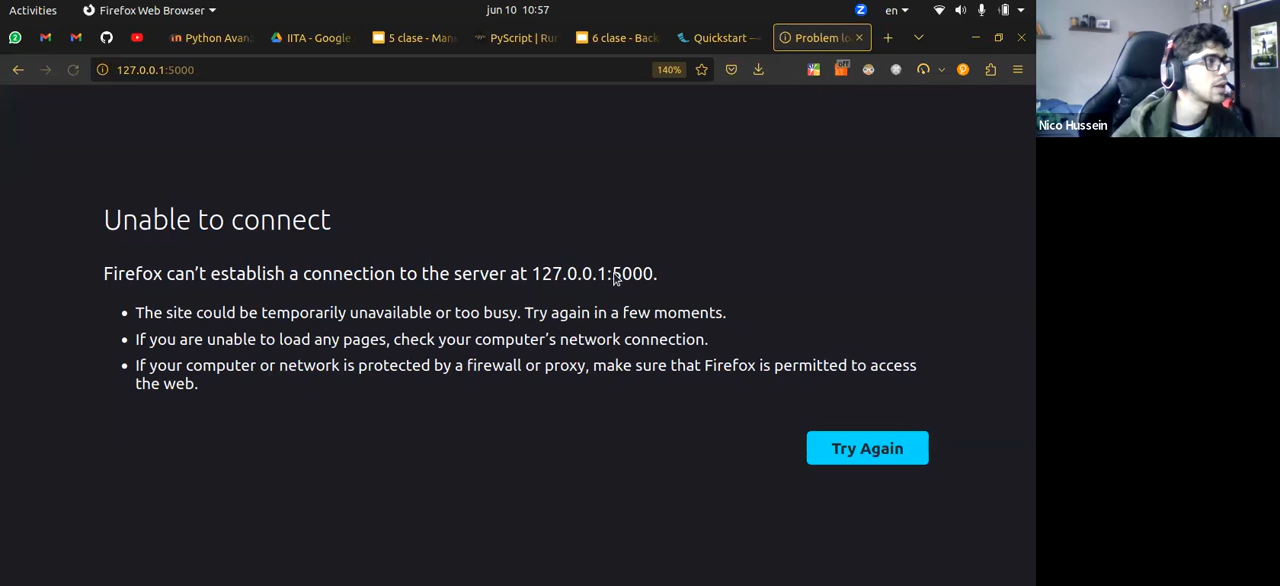 Activities
Firefox Web Browser
jun 10 10:57
Z
en
2
Python Avan
IITA - Google
5 clase - Man
PyScript | Ru
6 clase - Back
Quickstart —
Problem lo
127.0.0.1:5000
140%
off
Nico Hussein
Unable to connect
Firefox can't establish a connection to the server at 127.0.0.1:5000.
The site could be temporarily unavailable or too busy. Try again in a few moments.
If you are unable to load any pages, check your computer's network connection.
If your computer or network is protected by a firewall or proxy, make sure that Firefox is permitted to access
the web.
Try Again